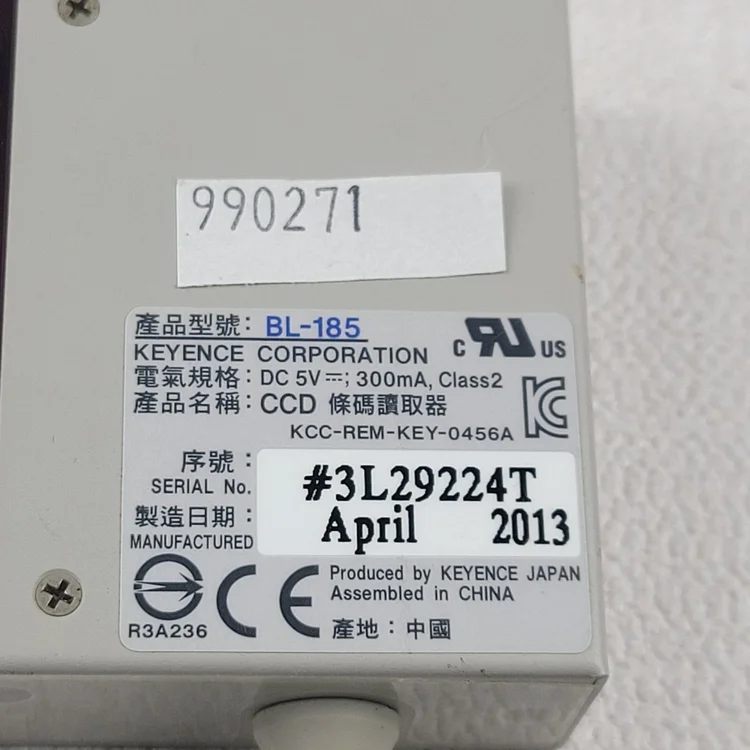 990271
產品型號: BL-185
KEYENCE CORPORATION
電氣規格: DC 5V⎓; 300mA, Class2
產品名稱: CCD 條碼讀取器
KCC-REM-KEY-0456A
c RU US
序號:
SERIAL No.
#3L29224T
製造日期:
MANUFACTURED
April 2013
R3A236
CE
Produced by KEYENCE JAPAN
Assembled in CHINA
產地: 中國